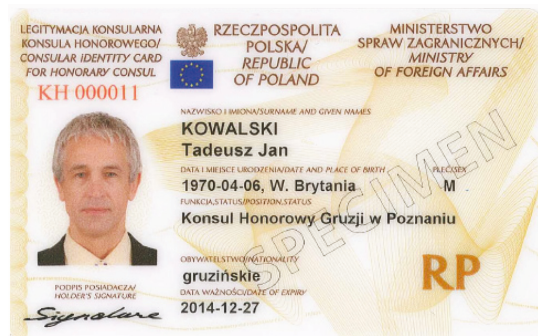 LEGITYMACJA KONSULARNA
KONSULA HONOROWEGO/
CONSULAR IDENTITY CARD
FOR HONORARY CONSUL
KH 000011
RZECZPOSPOLITA
POLSKA/
REPUBLIC
OF POLAND
MINISTERSTWO
SPRAW ZAGRANICZNYCH/
MINISTRY
OF FOREIGN AFFAIRS
NAZWISKO I IMIONA/SURNAME AND GIVEN NAMES
KOWALSKI
Tadeusz Jan
DATA I MIEJSCE URODZENIA/DATE AND PLACE OF BIRTH PŁEĆ/SEX
1970-04-06, W. Brytania M
FUNKCJA,STATUS/POSITION,STATUS
Konsul Honorowy Gruzji w Poznaniu
SPECIMEN
OBYWATELSTWO/NATIONALITY
gruzińskie
RP
DATA WAŻNOŚCI/DATE OF EXPIRY
2014-12-27
PODPIS POSIADACZA/
HOLDER'S SIGNATURE
Signature